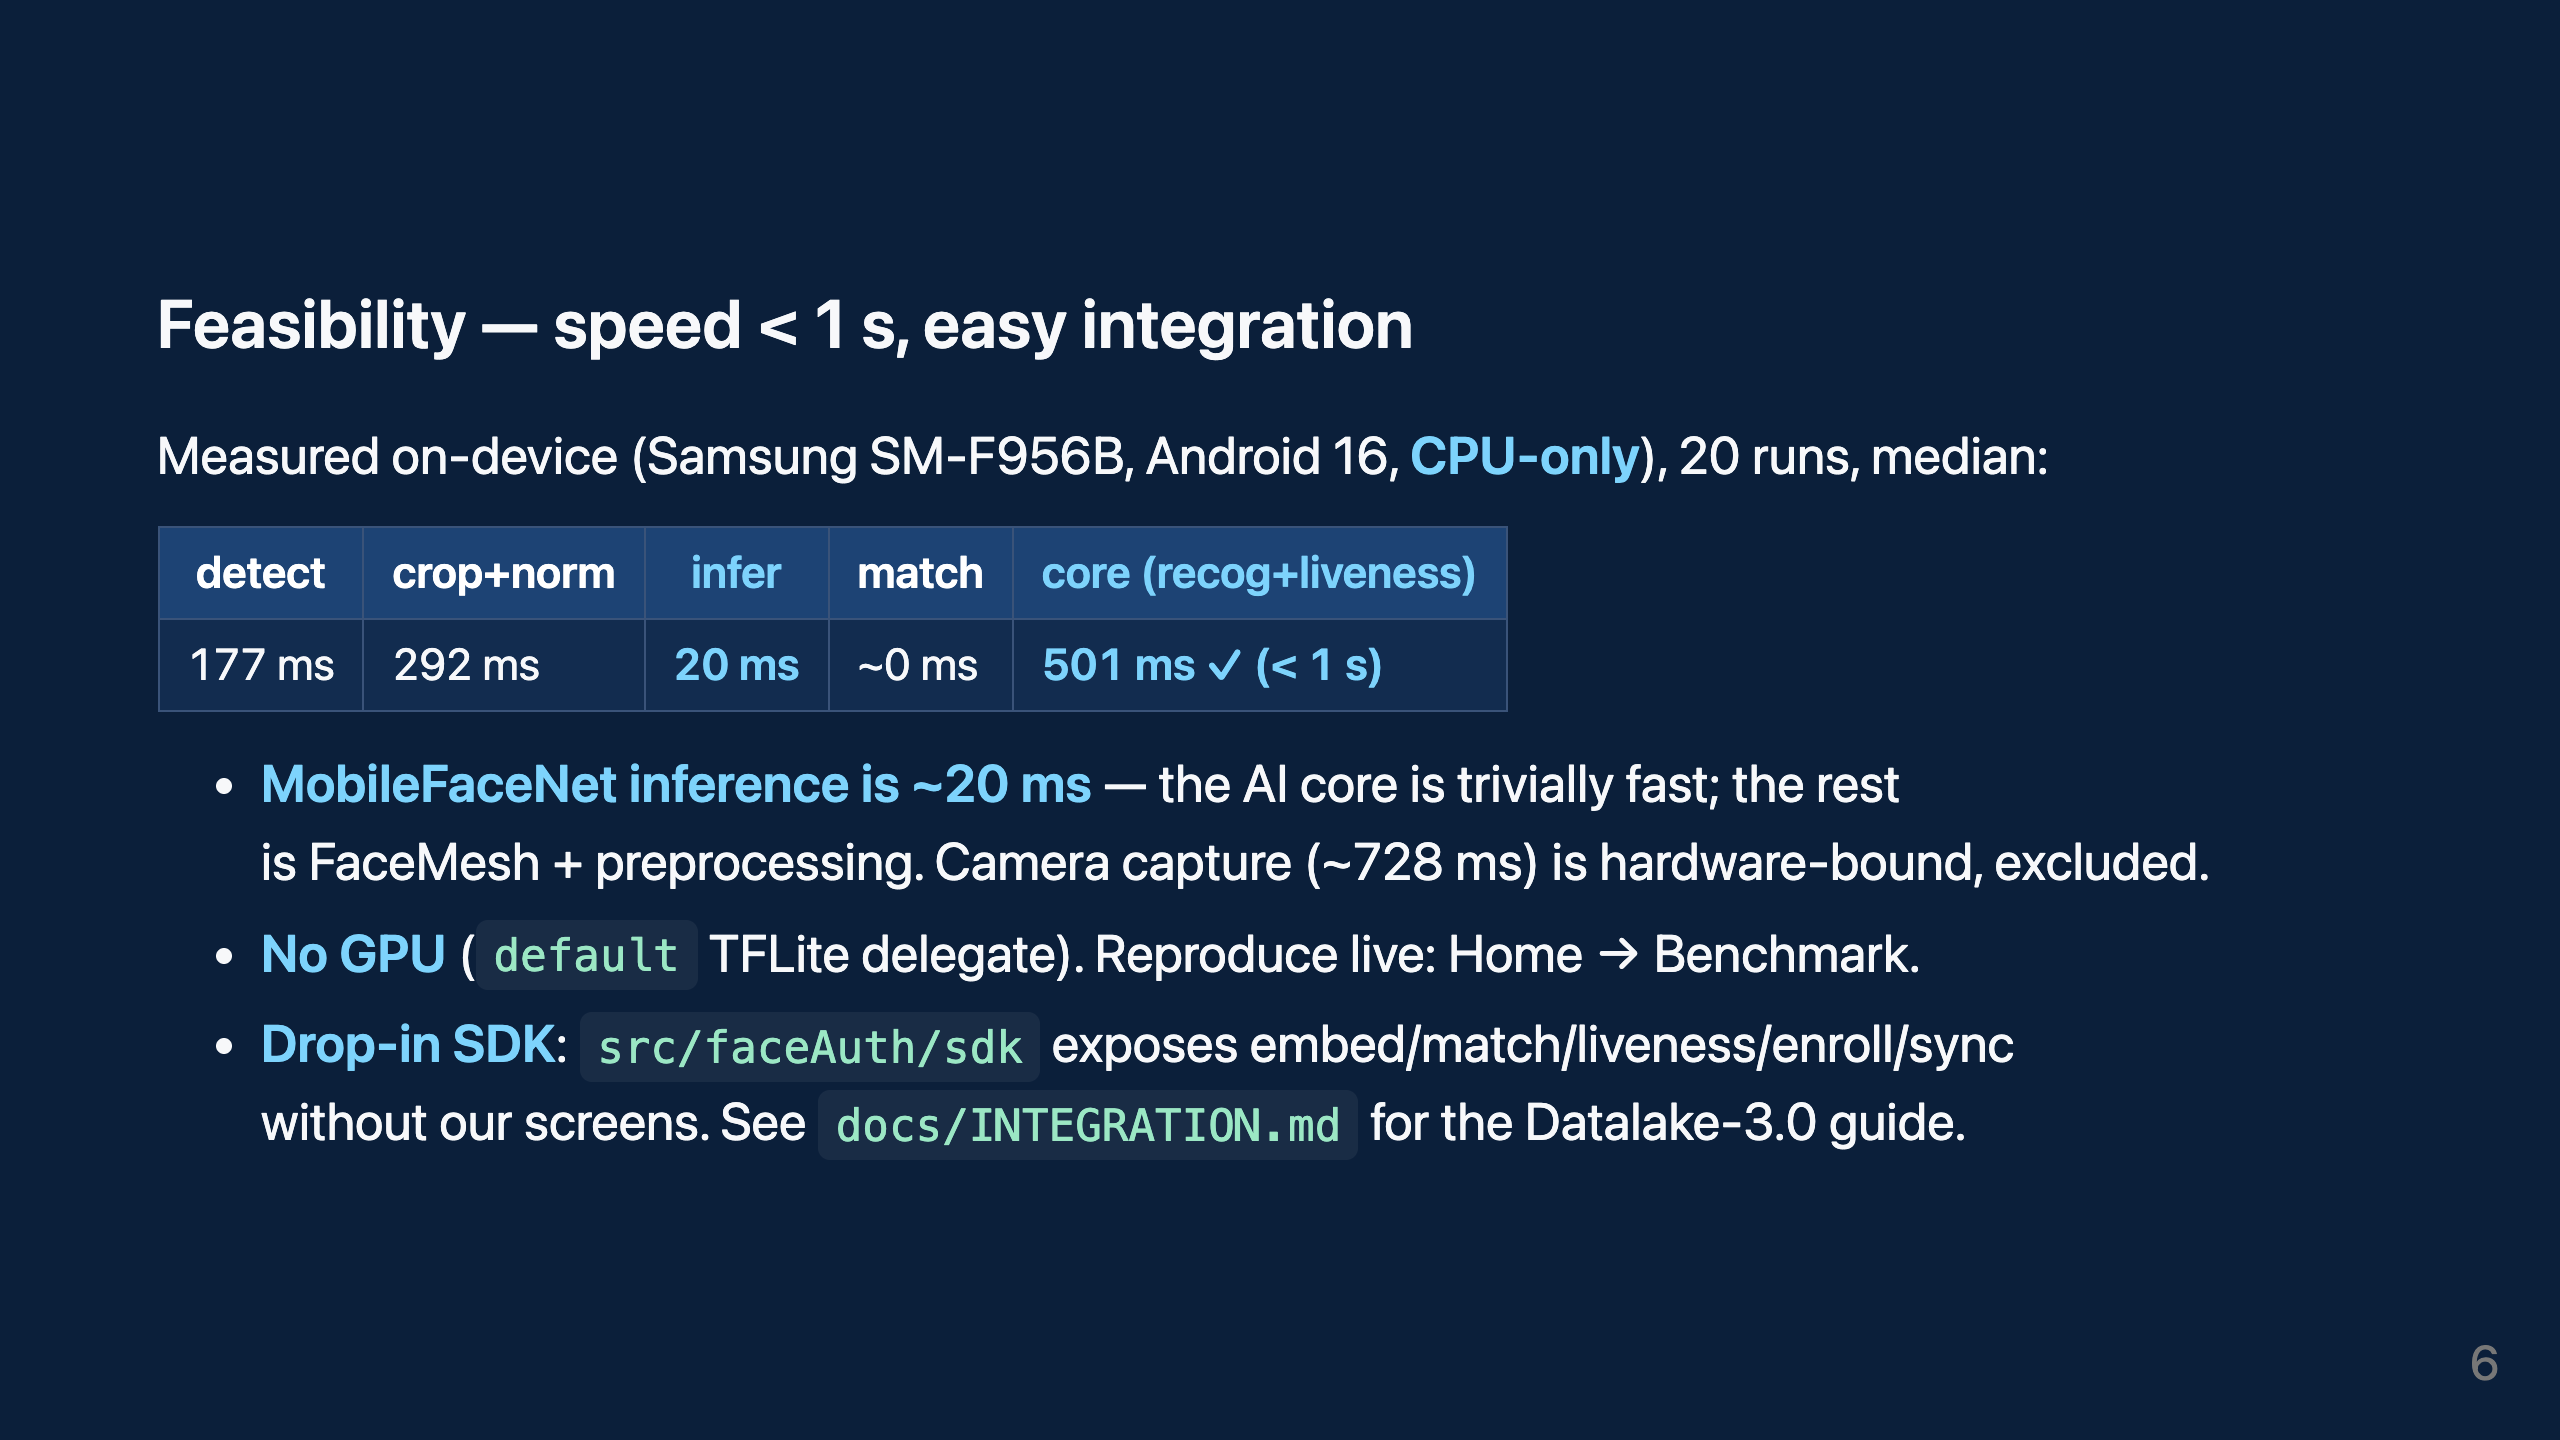 Feasibility — speed < 1 s, easy integration
Measured on-device (Samsung SM-F956B, Android 16, CPU-only), 20 runs, median:
detect crop+norm infer match core (recog+liveness)
177 ms 292 ms 20 ms ~0 ms 501 ms ✓ (< 1 s)
• MobileFaceNet inference is ~20 ms — the AI core is trivially fast; the rest
is FaceMesh + preprocessing. Camera capture (~728 ms) is hardware-bound, excluded.
• No GPU ( default TFLite delegate). Reproduce live: Home → Benchmark.
• Drop-in SDK: src/faceAuth/sdk exposes embed/match/liveness/enroll/sync
without our screens. See docs/INTEGRATION.md for the Datalake-3.0 guide.
6